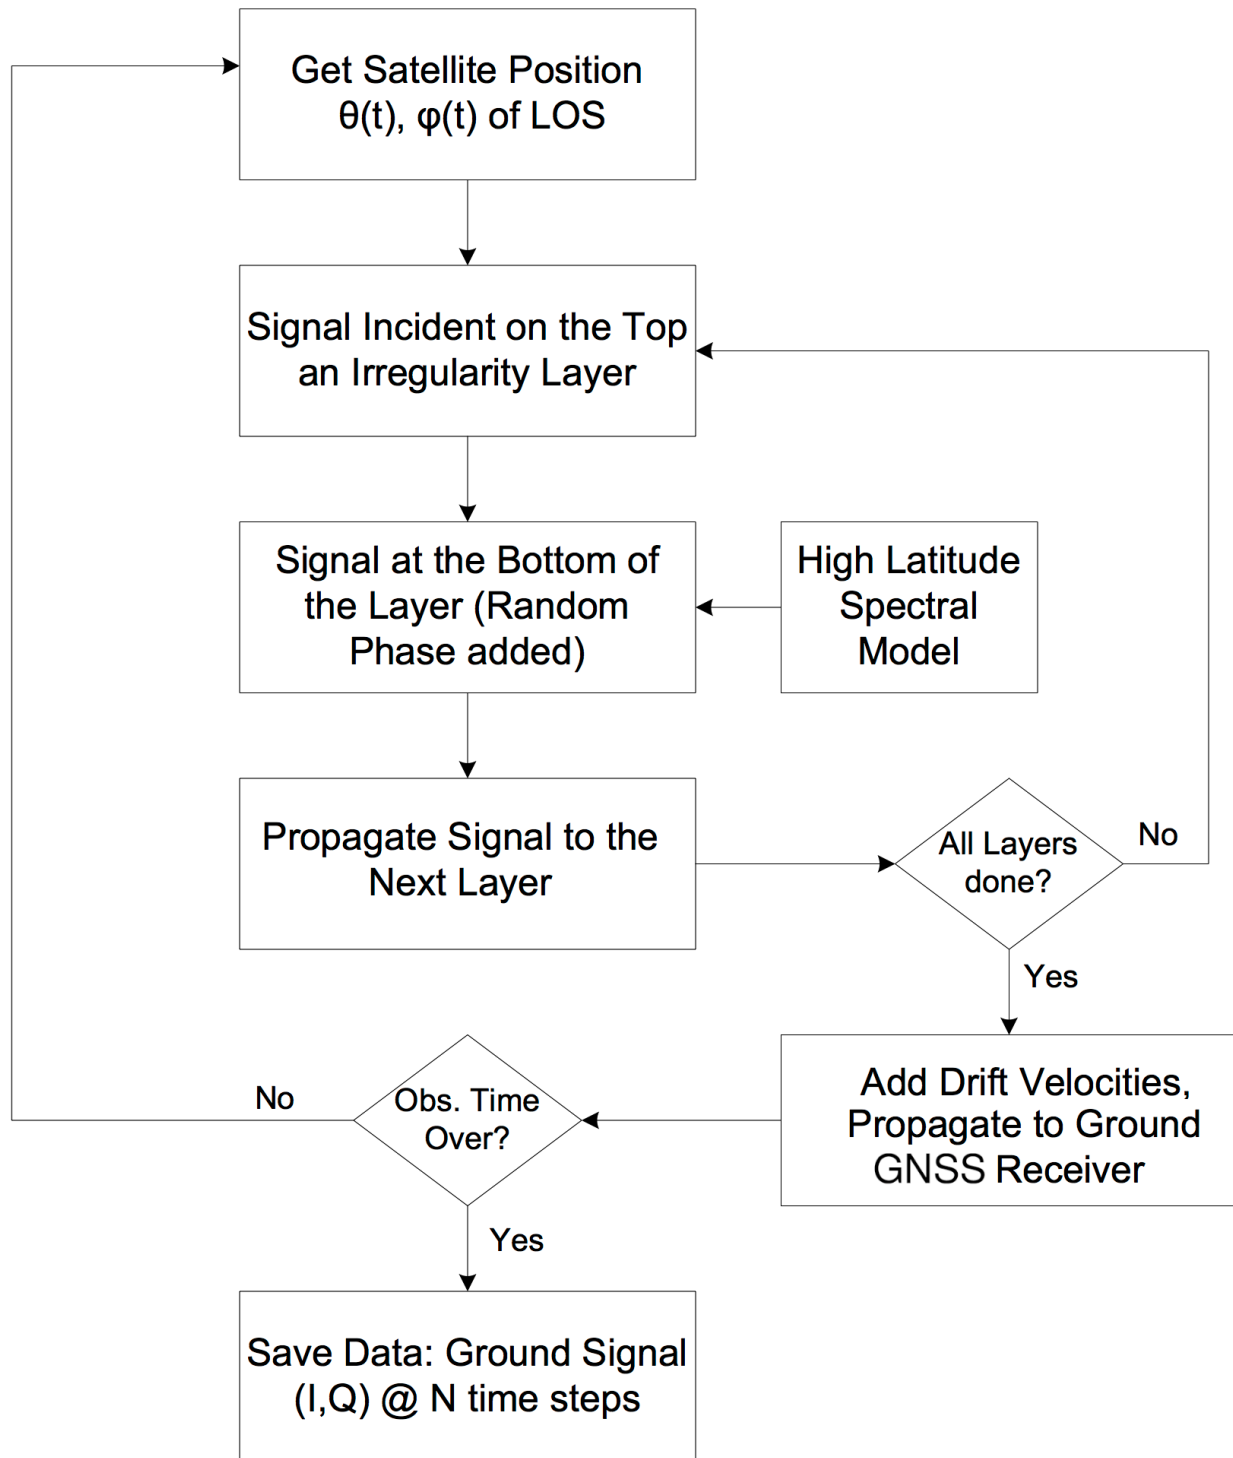 Get Satellite Position
θ(t), φ(t) of LOS
Signal Incident on the Top
an Irregularity Layer
Signal at the Bottom of
the Layer (Random
Phase added)
High Latitude
Spectral
Model
Propagate Signal to the
Next Layer
All Layers
done?
No
Yes
Add Drift Velocities,
Propagate to Ground
GNSS Receiver
Obs. Time
Over?
No
Yes
Save Data: Ground Signal
(I,Q) @ N time steps